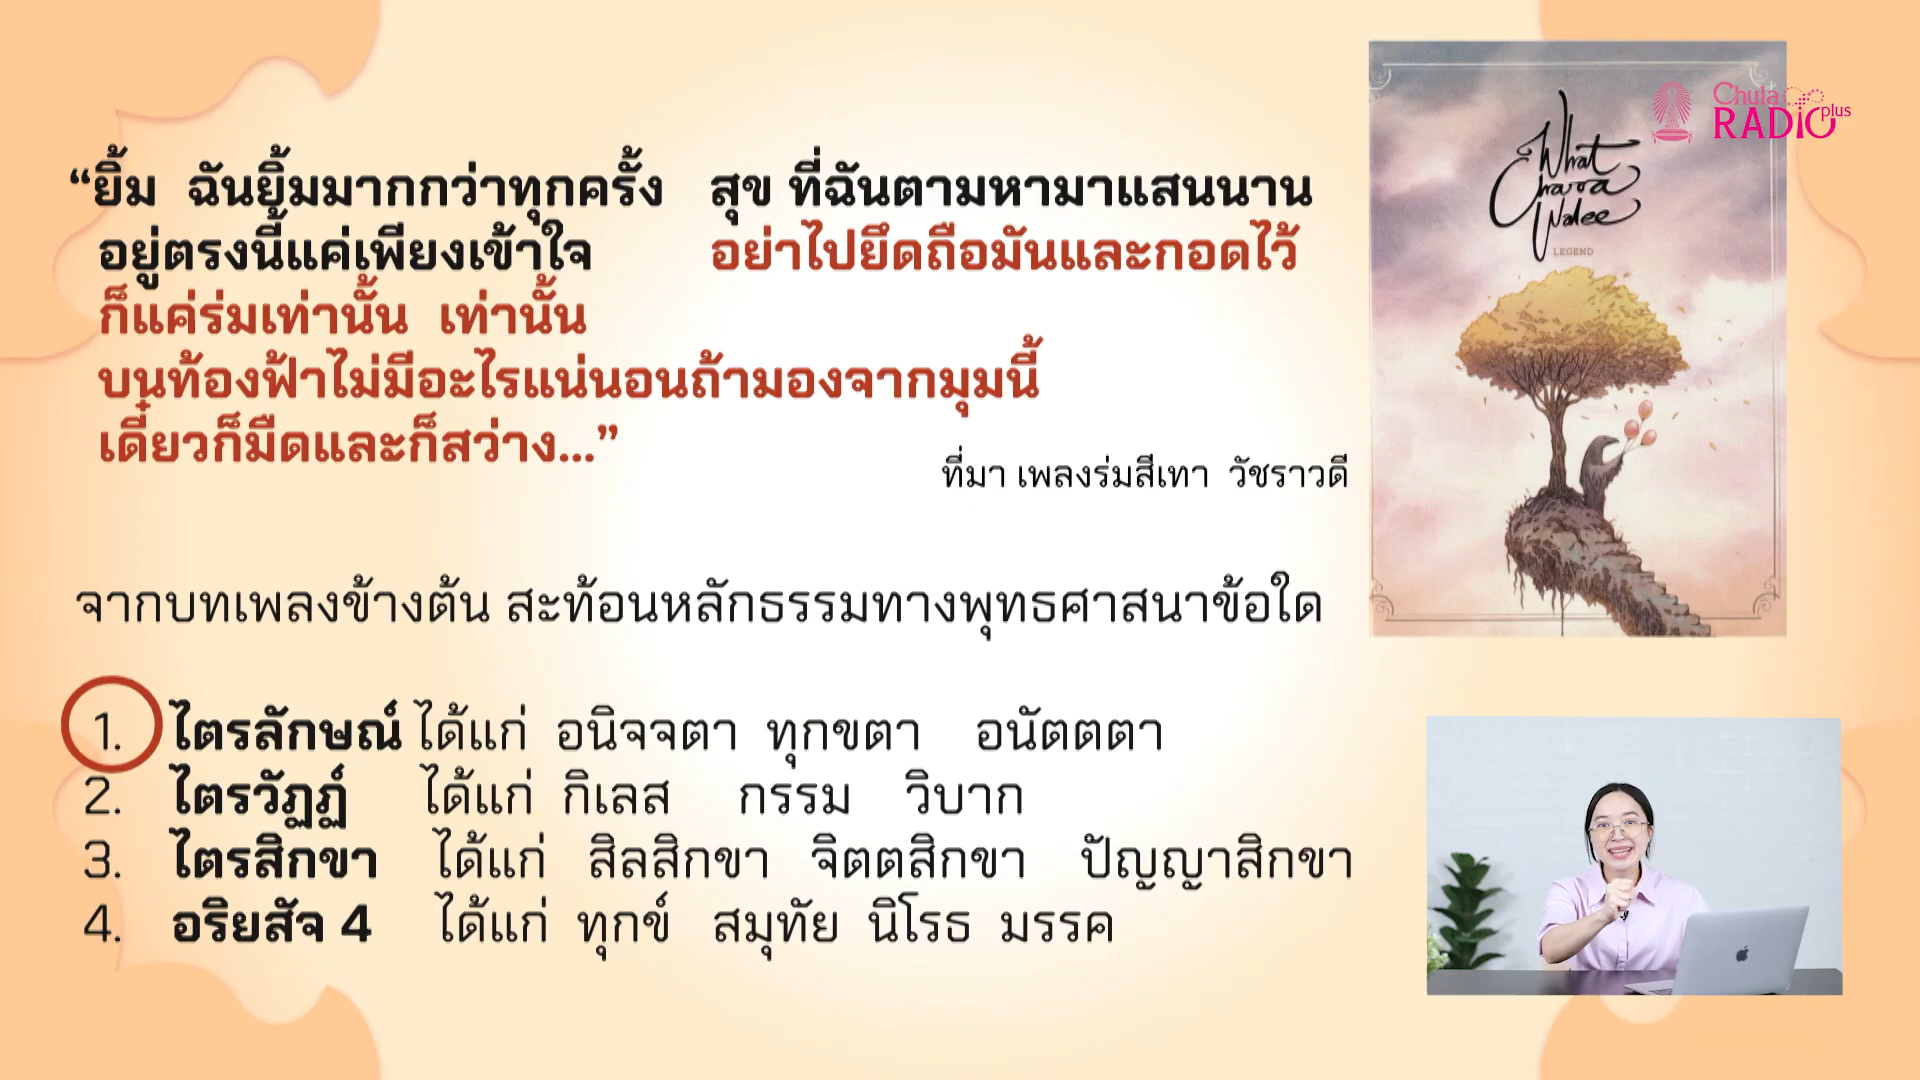 “ยิ้ม ฉันยิ้มมากกว่าทุกครั้ง สุข ที่ฉันตามหามาแสนนาน
อยู่ตรงนี้แค่เพียงเข้าใจ อย่าไปยึดถือมันและกอดไว้
ก็แค่ร่มเท่านั้น เท่านั้น
บนท้องฟ้าไม่มีอะไรแน่นอนถ้ามองจากมุมนี้
เดี๋ยวก็มืดและก็สว่าง...”
ที่มา เพลงร่มสีเทา วัชราวดี
What
Chara
Walee
LEGEND
Chula
RADIO plus
จากบทเพลงข้างต้น สะท้อนหลักธรรมทางพุทธศาสนาข้อใด
1. ไตรลักษณ์ ได้แก่ อนิจจตา ทุกขตา อนัตตตา
2. ไตรวัฏฏ์ ได้แก่ กิเลส กรรม วิบาก
3. ไตรสิกขา ได้แก่ สิลสิกขา จิตตสิกขา ปัญญาสิกขา
4. อริยสัจ 4 ได้แก่ ทุกข์ สมุทัย นิโรธ มรรค